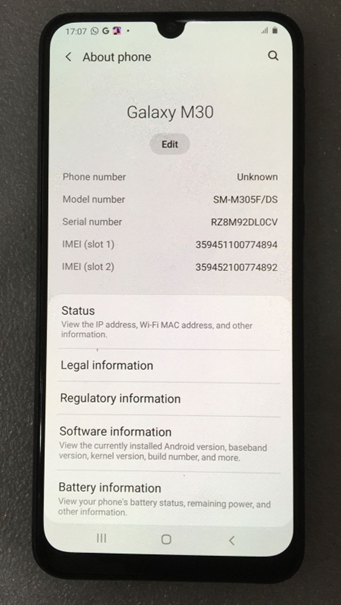 17:07
About phone
Galaxy M30
Edit
Phone number Unknown
Model number SM-M305F/DS
Serial number RZ8M92DL0CV
IMEI (slot 1) 359451100774894
IMEI (slot 2) 359452100774892
Status
View the IP address, Wi-Fi MAC address, and other
information.
Legal information
Regulatory information
Software information
View the currently installed Android version, baseband
version, kernel version, build number, and more.
Battery information
View your phone's battery status, remaining power, and
other information.